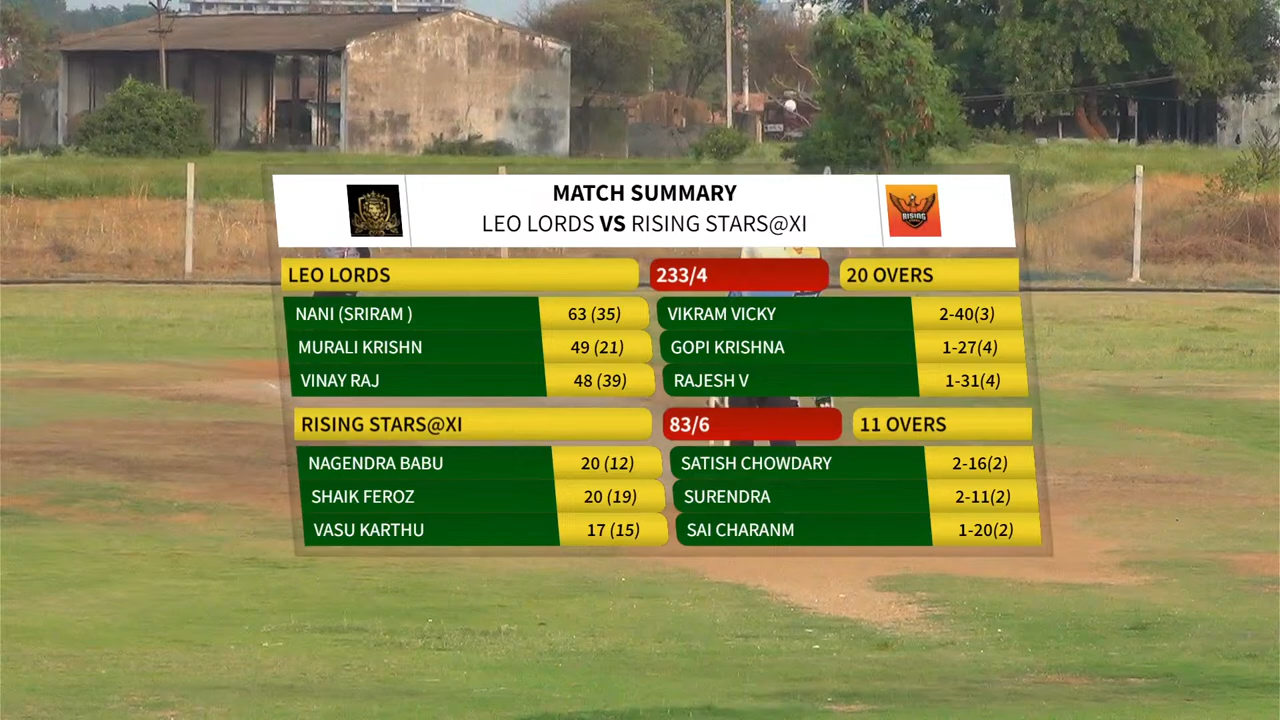 MATCH SUMMARY
LEO LORDS VS RISING STARS@XI
RISING
LEO LORDS 233/4 20 OVERS
NANI (SRIRAM ) 63 (35) VIKRAM VICKY 2-40(3)
MURALI KRISHN 49 (21) GOPI KRISHNA 1-27(4)
VINAY RAJ 48 (39) RAJESH V 1-31(4)
RISING STARS@XI 83/6 11 OVERS
NAGENDRA BABU 20 (12) SATISH CHOWDARY 2-16(2)
SHAIK FEROZ 20 (19) SURENDRA 2-11(2)
VASU KARTHU 17 (15) SAI CHARANM 1-20(2)